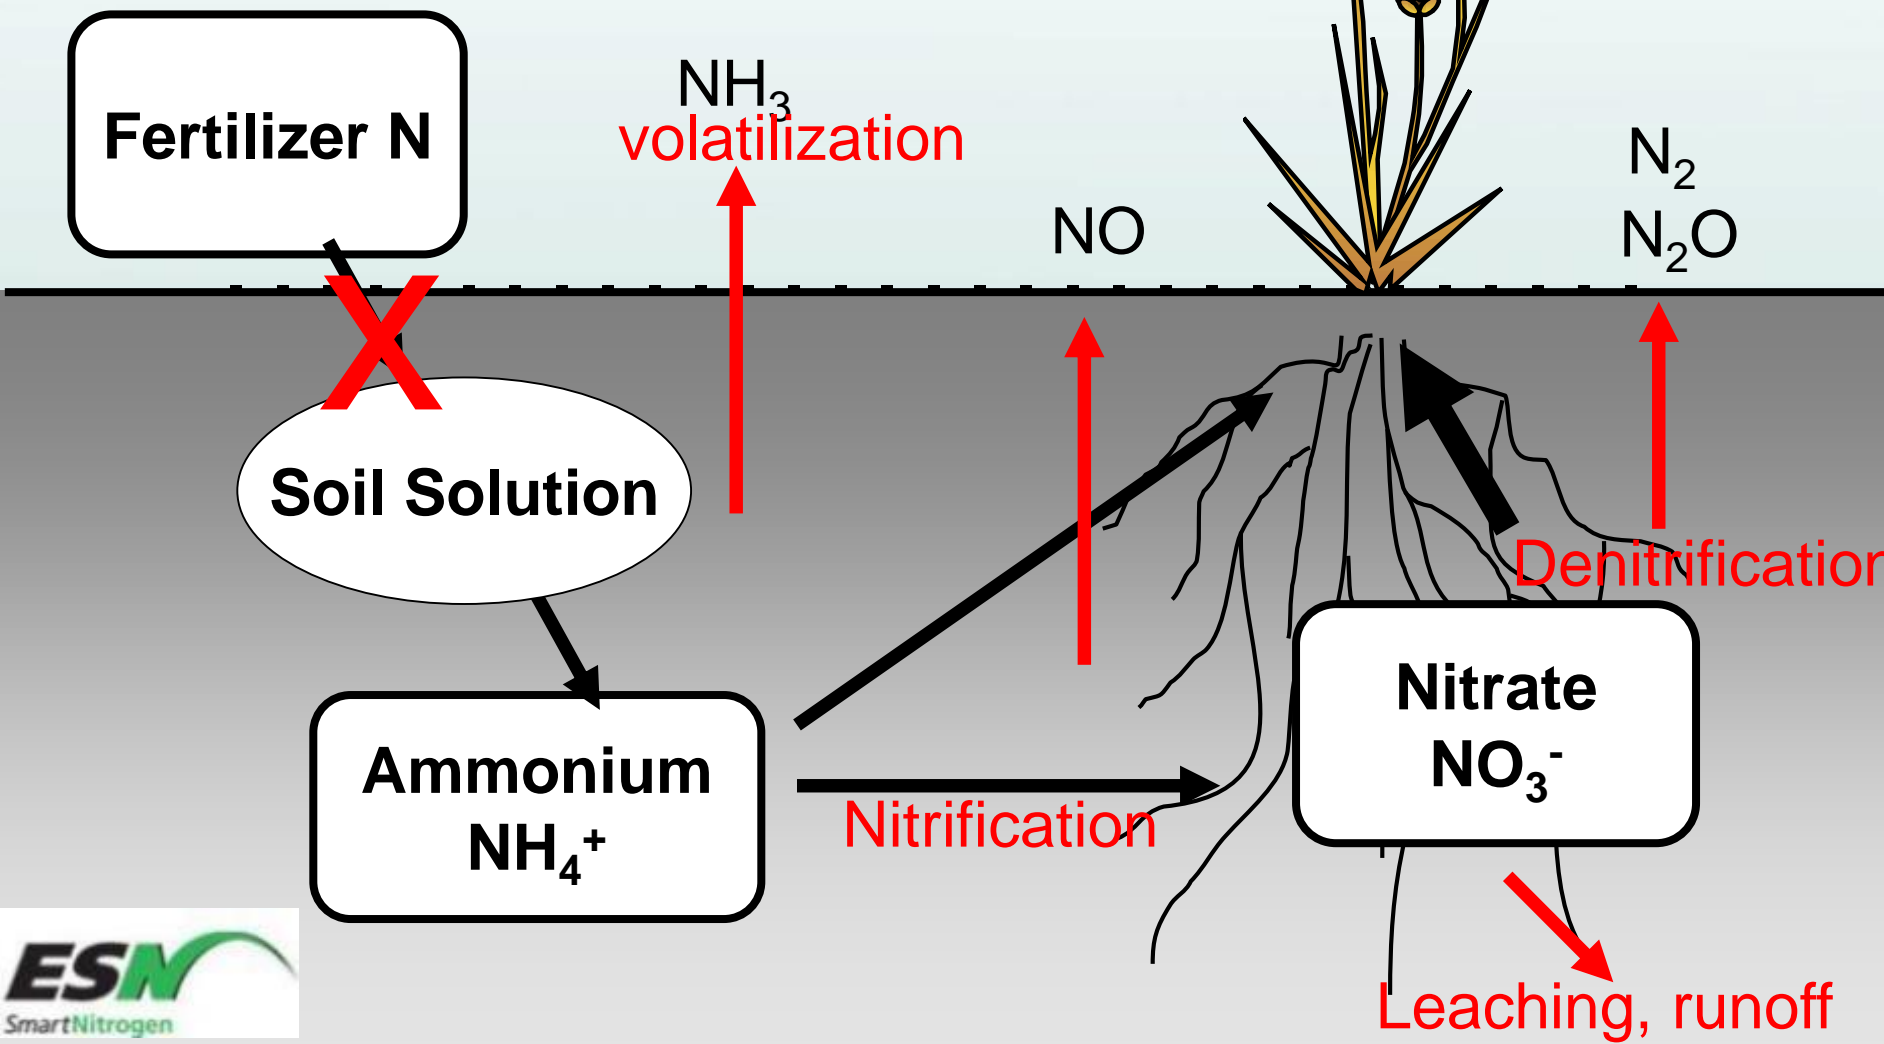 Fertilizer N
NH₃
volatilization
NO
N₂
N₂O
X
Soil Solution
Denitrification
Ammonium
NH₄⁺
Nitrification
Nitrate
NO₃⁻
Leaching, runoff
ESN
SmartNitrogen